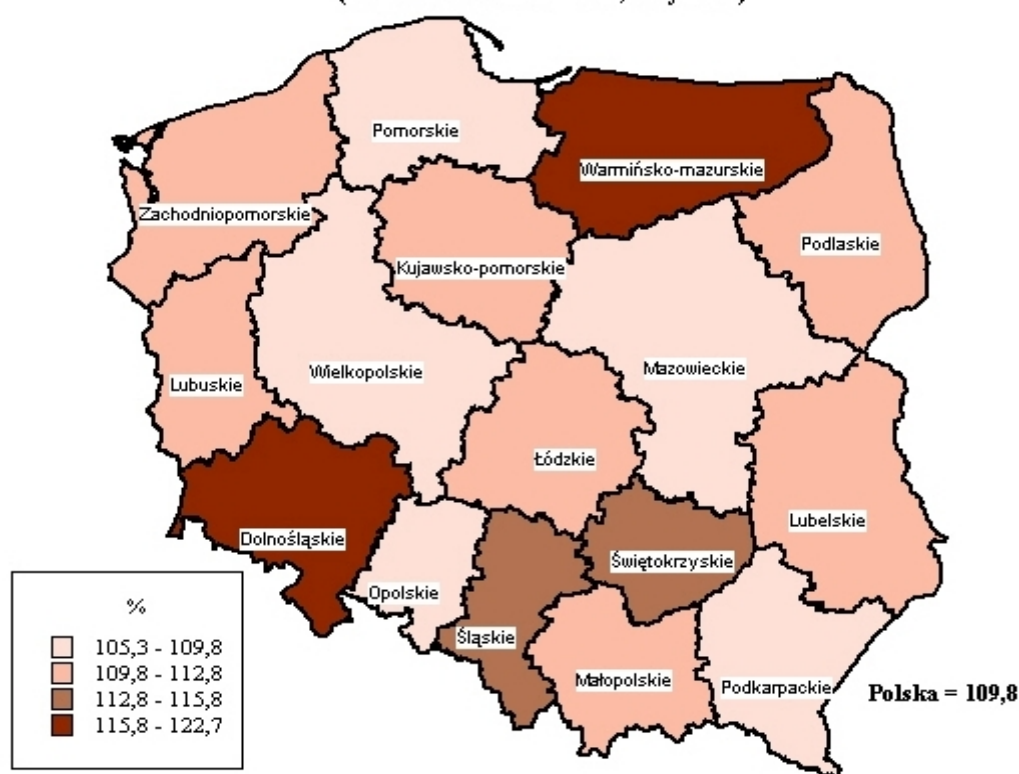 Pomorskie
Warmińsko-mazurskie
Zachodniopomorskie
Podlaskie
Kujawsko-pomorskie
Mazowieckie
Wielkopolskie
Lubuskie
Łódzkie
Lubelskie
Dolnośląskie
Świętokrzyskie
Opolskie
Śląskie
Małopolskie
Podkarpackie
Polska = 109,8
%
105,3 - 109,8
109,8 - 112,8
112,8 - 115,8
115,8 - 122,7